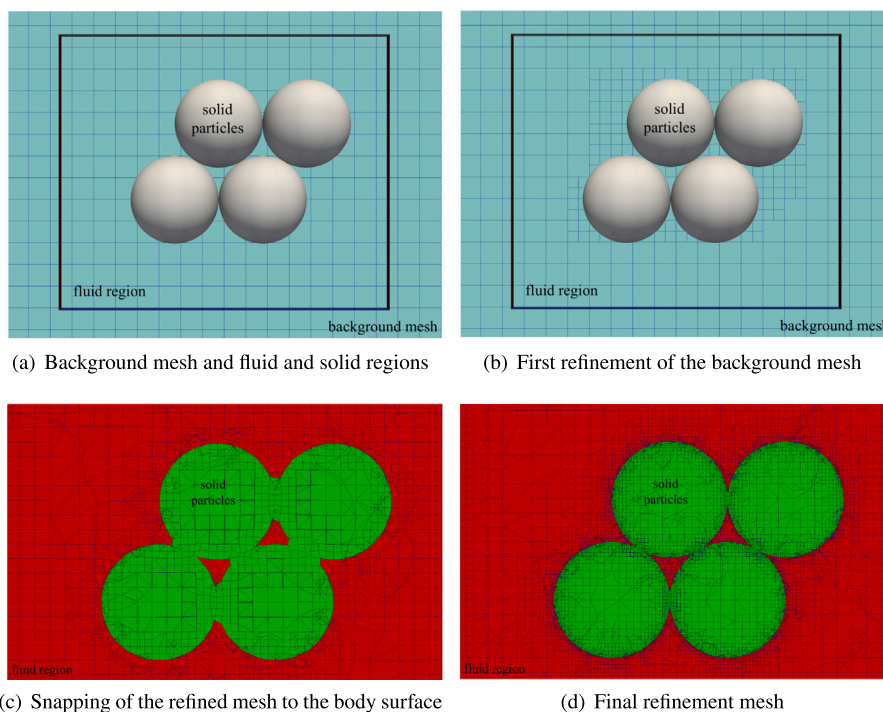 solid
particles
fluid region
background mesh
solid
particles
fluid region
background mesh
(a) Background mesh and fluid and solid regions
(b) First refinement of the background mesh
solid
particles
fluid region
solid
particles
fluid region
(c) Snapping of the refined mesh to the body surface
(d) Final refinement mesh